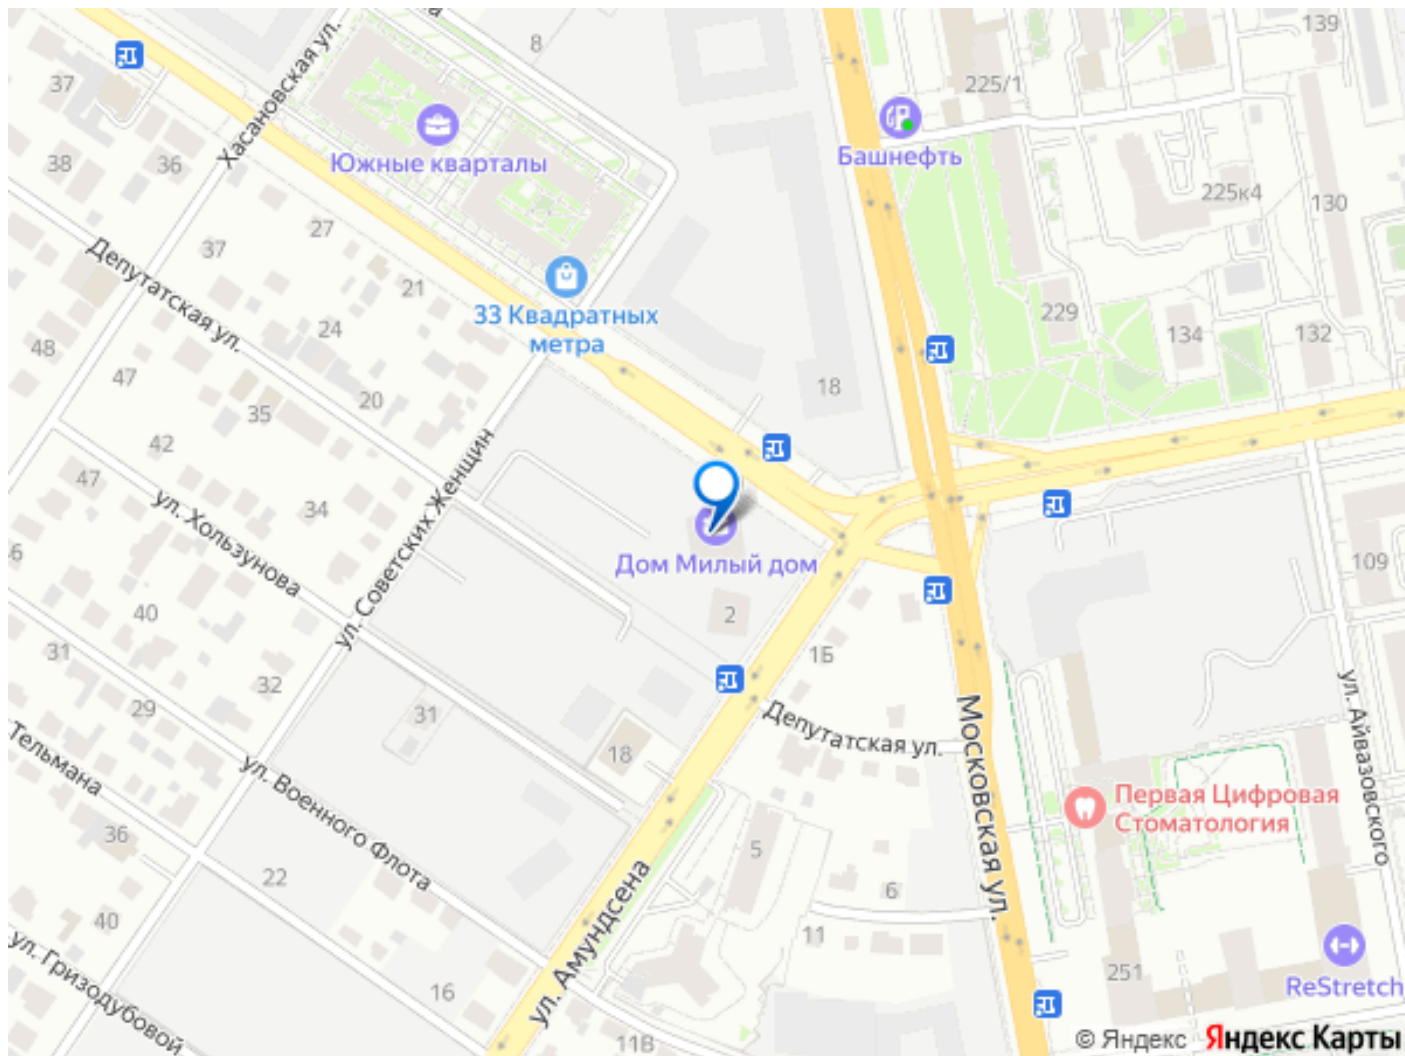 8
139
37
Хасановская ул.
225/1
Южные кварталы
Башнефть
38
36
225к4
130
27
37
Депутатская ул.
21
33 Квадратных
метра
24
229
134
132
48
47
20
18
35
42
ул. Советских Женщин
47
34
ул. Хользунова
Дом Милый дом
109
2
40
1Б
31
32
29
31
Депутатская ул.
Московская ул.
ул. Айвазовского
Тельмана
18
ул. Военного Флота
Первая Цифровая
Стоматология
36
5
22
6
ул. Амундсена
40
11
ул. Гризодубовой
251
ReStretch
16
11В
© Яндекс Яндекс Карты